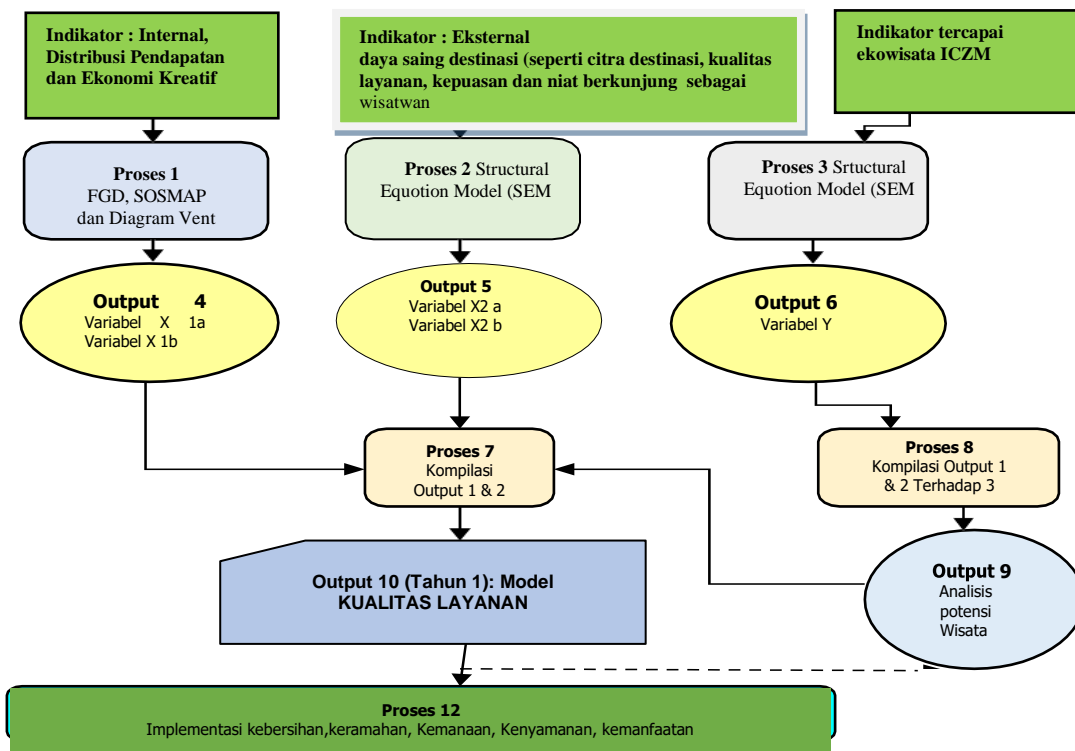 Indikator : Internal,
Distribusi Pendapatan
dan Ekonomi Kreatif
Indikator : Eksternal
daya saing destinasi (seperti citra destinasi, kualitas
layanan, kepuasan dan niat berkunjung sebagai
wisatwan
Indikator tercapai
ekowisata ICZM
Proses 1
FGD, SOSMAP
dan Diagram Vent
Proses 2 Structural
Equotion Model (SEM
Proses 3 Srtuctural
Equotion Model (SEM
Output 4
Variabel X 1a
Variabel X 1b
Output 5
Variabel X2 a
Variabel X2 b
Output 6
Variabel Y
Proses 7
Kompilasi
Output 1 & 2
Proses 8
Kompilasi Output 1
& 2 Terhadap 3
Output 10 (Tahun 1): Model
KUALITAS LAYANAN
Output 9
Analisis
potensi
Wisata
Proses 12
Implementasi kebersihan,keramahan, Kemanaan, Kenyamanan, kemanfaatan